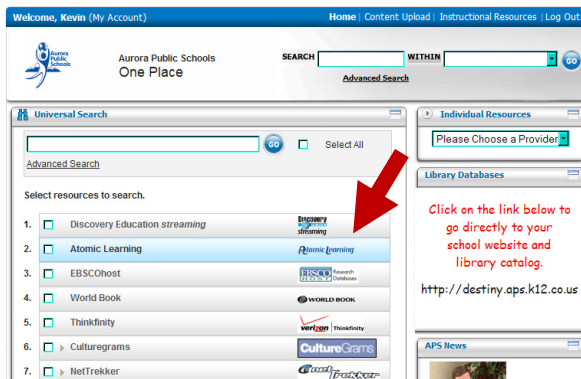 Welcome, Kevin (My Account) Home | Content Upload | Instructional Resources | Log Out
Aurora Public Schools
Aurora Public Schools
One Place
SEARCH WITHIN GO
Advanced Search
Universal Search
GO Select All
Advanced Search
Select resources to search.
1. Discovery Education streaming Discovery Education streaming
2. Atomic Learning Atomic Learning
3. EBSCOhost EBSCO HOST Research Databases
4. World Book WORLD BOOK
5. Thinkfinity verizon Thinkfinity
6. Culturegrams CultureGrams
7. NetTrekker netTrekker
Individual Resources
Please Choose a Provider
Library Databases
Click on the link below to
go directly to your
school website and
library catalog.
http://destiny.aps.k12.co.us
APS News